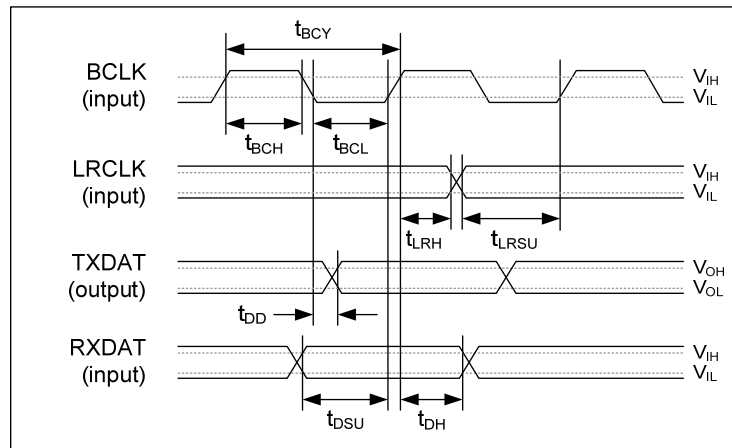 tBCY
BCLK
(input)
VIH
VIL
tBCH
tBCL
LRCLK
(input)
VIH
VIL
tLRH
tLRSU
TXDAT
(output)
VOH
VOL
tDD
RXDAT
(input)
VIH
VIL
tDSU
tDH